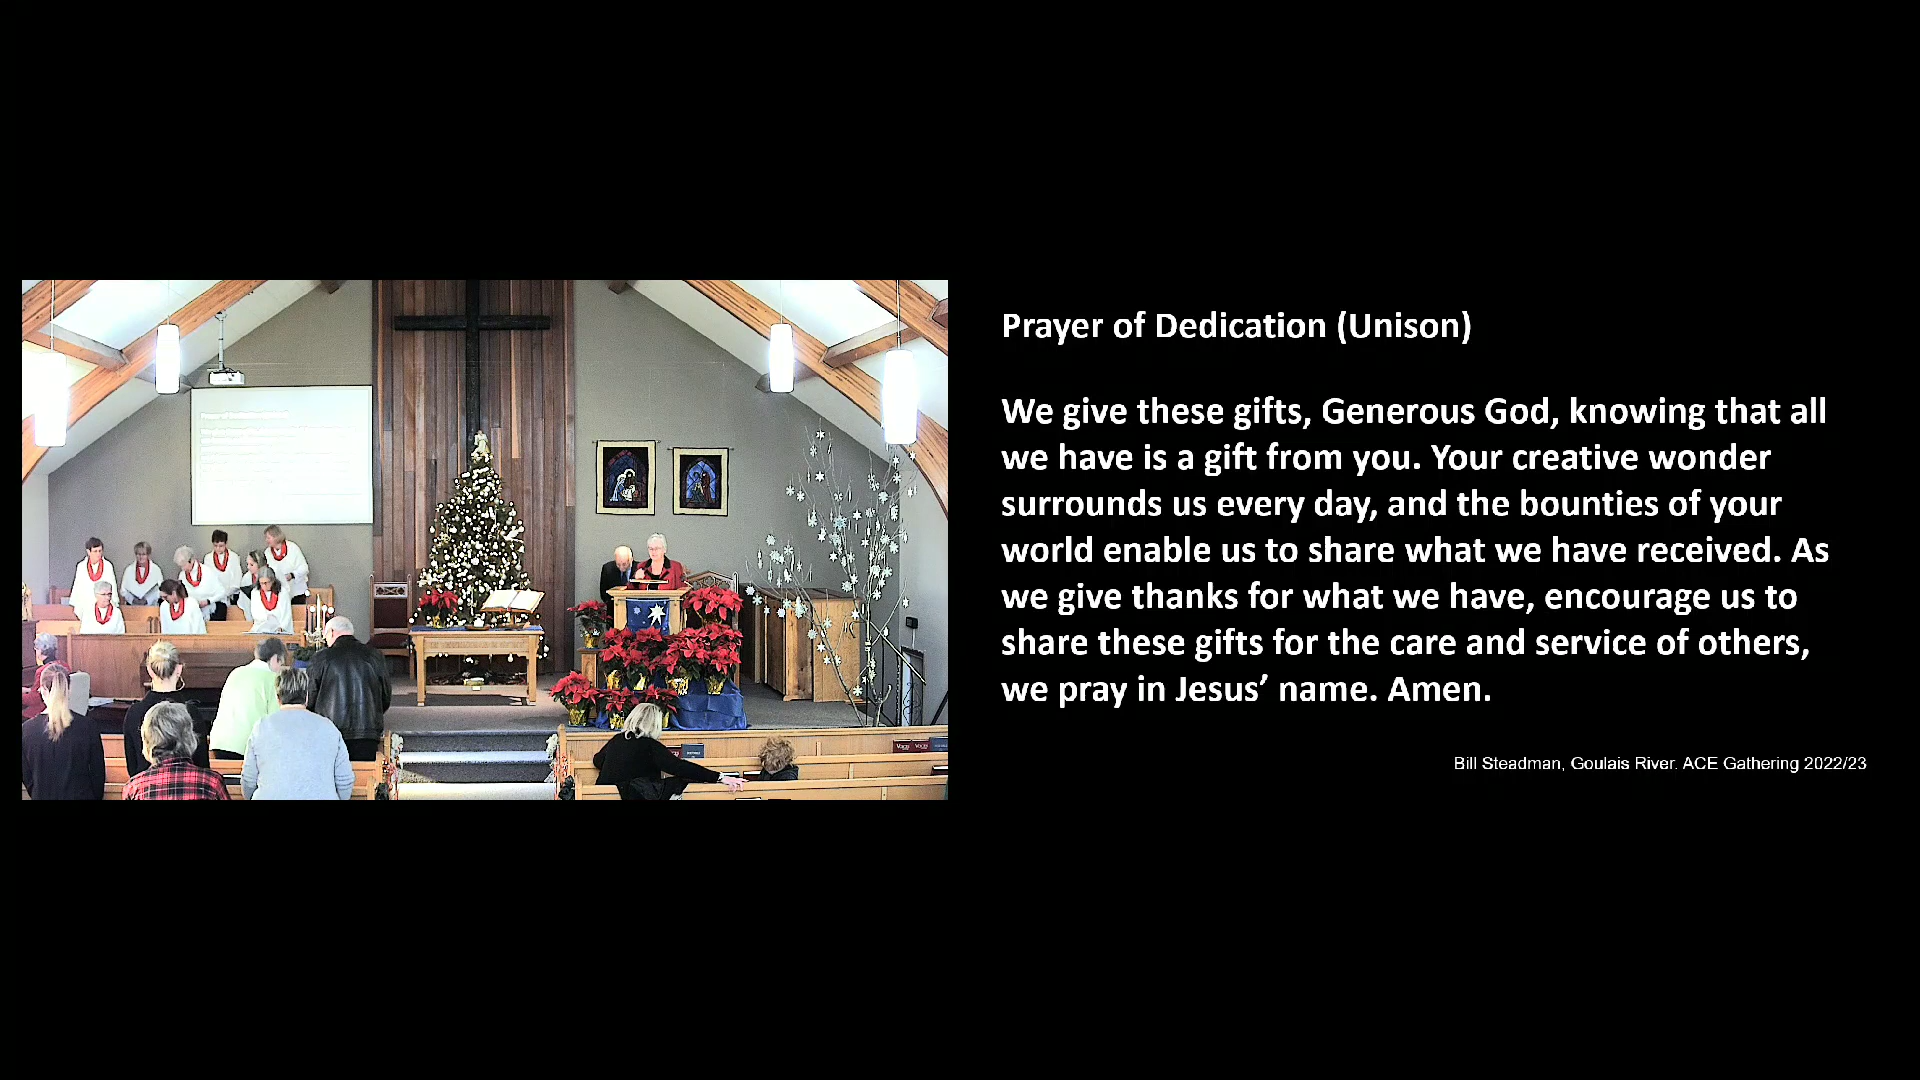 Prayer of Dedication (Unison)
We give these gifts, Generous God, knowing that all
we have is a gift from you. Your creative wonder
surrounds us every day, and the bounties of your
world enable us to share what we have received. As
we give thanks for what we have, encourage us to
share these gifts for the care and service of others,
we pray in Jesus’ name. Amen.
Bill Steadman, Goulais River. ACE Gathering 2022/23